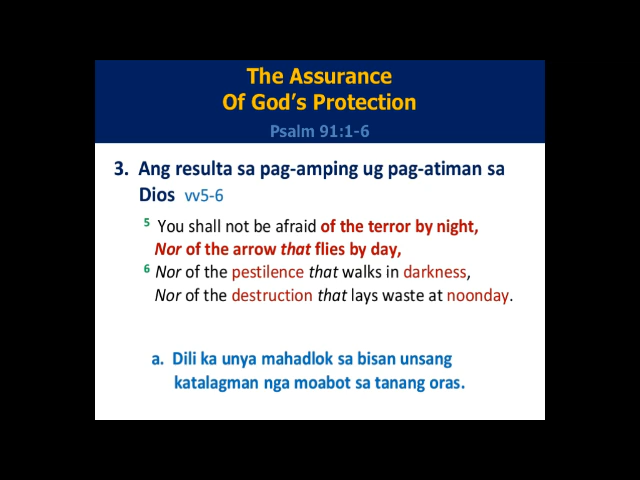 The Assurance
Of God's Protection
Psalm 91:1-6
3. Ang resulta sa pag-amping ug pag-atiman sa
Dios vv5-6
5 You shall not be afraid of the terror by night,
Nor of the arrow that flies by day,
6 Nor of the pestilence that walks in darkness,
Nor of the destruction that lays waste at noonday.
a. Dili ka unya mahadlok sa bisan unsang
katalagman nga moabot sa tanang oras.